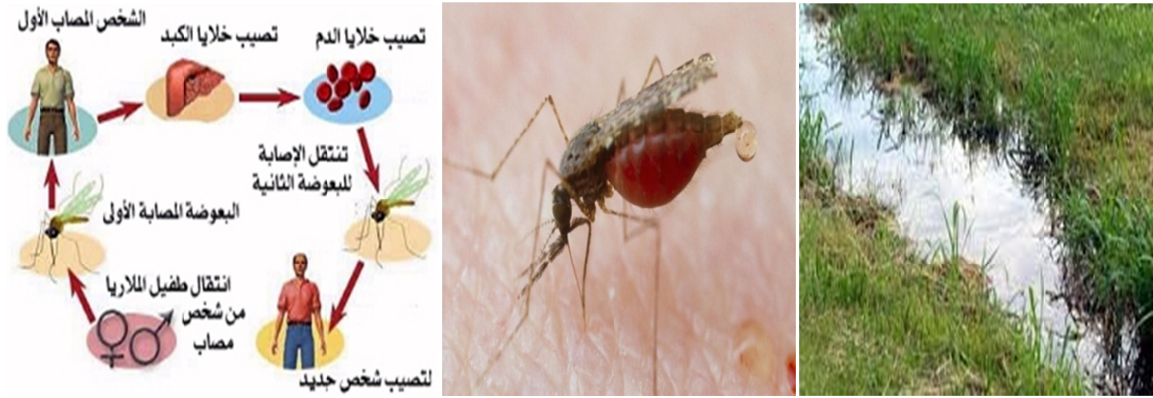 الشخص المصاب الأول
تصيب خلايا الكبد
تصيب خلايا الدم
تنتقل الإصابة
للبعوضة الثانية
البعوضة المصابة الأولى
انتقال طفيل الملاريا
من شخص
مصاب
لتصيب شخص جديد